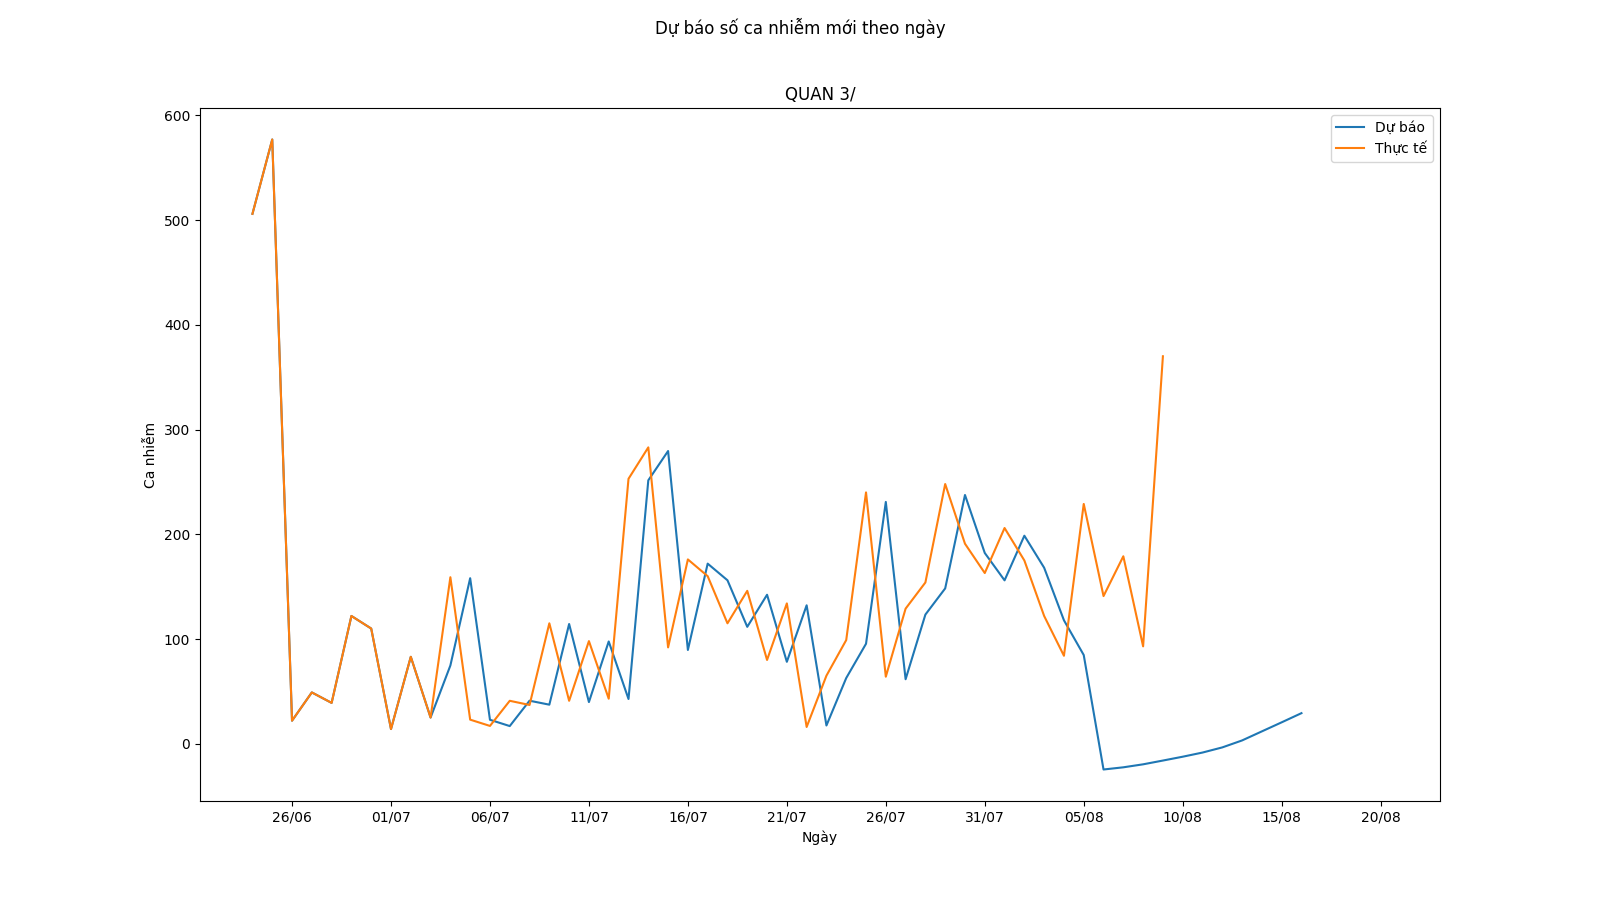 Dự báo số ca nhiễm mới theo ngày
QUAN 3/
Dự báo
Thực tế
600
500
400
300
200
100
0
Ca nhiễm
26/06 01/07 06/07 11/07 16/07 21/07 26/07 31/07 05/08 10/08 15/08 20/08
Ngày